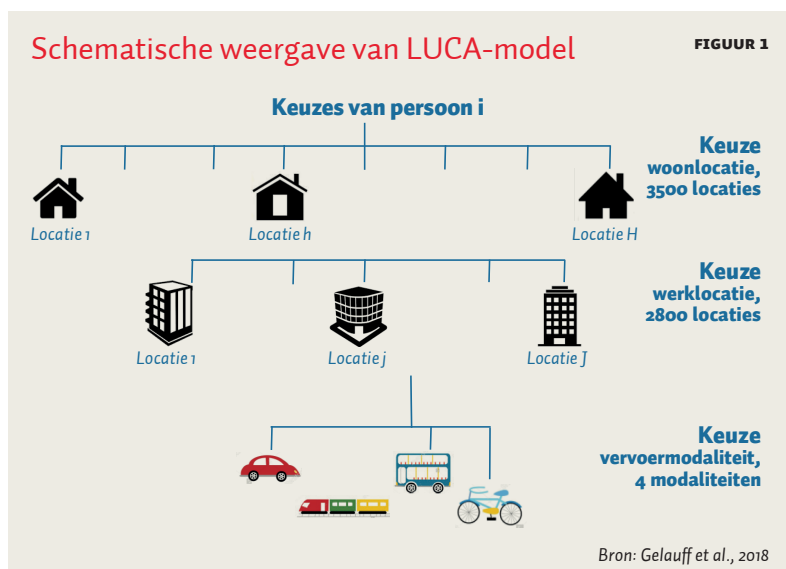 Schematische weergave van LUCA-model
FIGUUR 1
Keuzes van persoon i
Keuze
woonlocatie,
3500 locaties
Locatie 1
Locatie h
Locatie H
Keuze
werklocatie,
2800 locaties
Locatie 1
Locatie j
Locatie J
Keuze
vervoermodaliteit,
4 modaliteiten
Bron: Gelauff et al., 2018